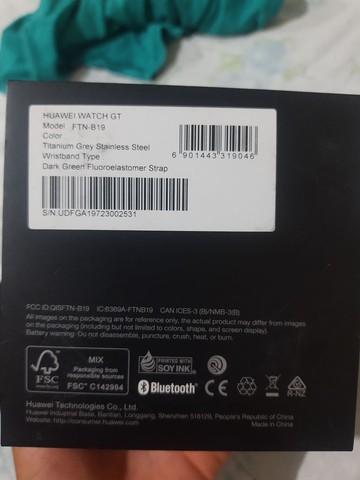 HUAWEI WATCH GT
Model FTN-B19
Color
Titanium Grey Stainless Steel
Wristband Type
Dark Green Fluoroelastomer Strap
6 901443 319046
S/N:UDFGA19723002531
FCC ID:QISFTN-B19 IC:6369A-FTNB19 CAN ICES-3 (B)/NMB-3(B)
All images on the packaging are for reference only, the actual product may differ from images on the packaging (including but not limited to colors, shape, and screen display).
Battery warning: Do not disassemble, puncture, crush, heat, or burn.
FSC
www.fsc.org
MIX
Packaging from
responsible sources
FSC® C142994
PRINTED WITH
SOY INK
Bluetooth®
CE
R-NZ
Huawei Technologies Co., Ltd.
Huawei Industrial Base, Bantian, Longgang, Shenzhen 518129, People's Republic of China
Website: http://consumer.huawei.com
Made in China